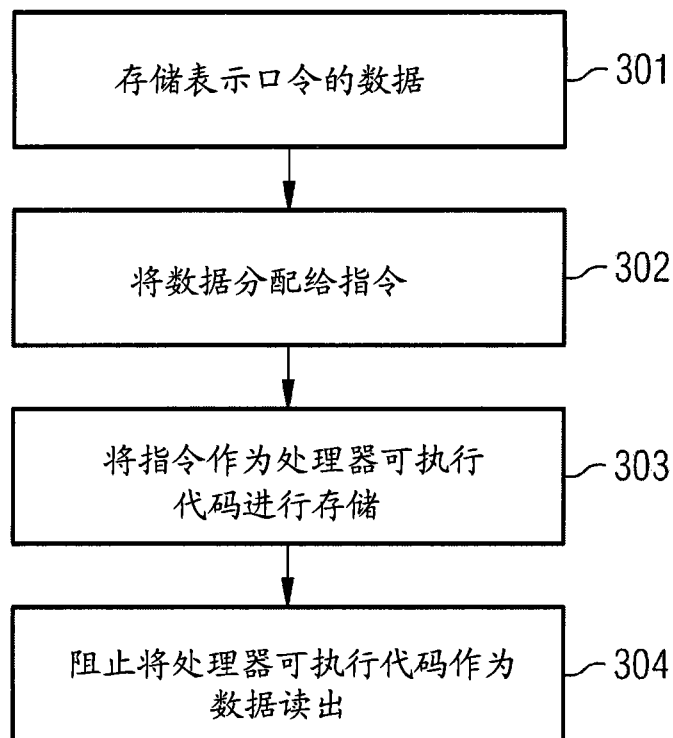 存储表示口令的数据
301
将数据分配给指令
302
将指令作为处理器可执行
代码进行存储
303
阻止将处理器可执行代码作为
数据读出
304